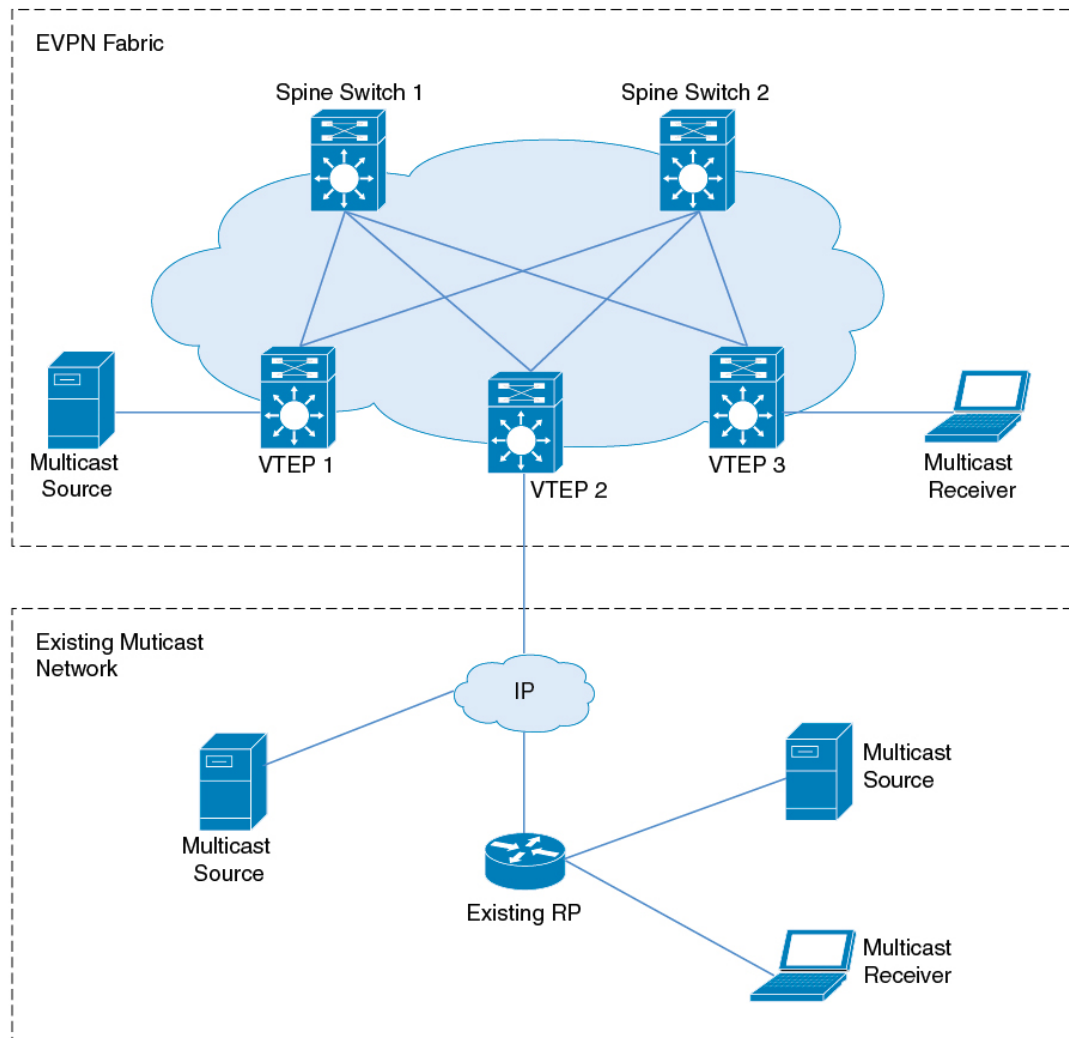 EVPN Fabric
Spine Switch 1
Spine Switch 2
Multicast
Source
VTEP 1
VTEP 2
VTEP 3
Multicast
Receiver
Existing Muticast
Network
IP
Multicast
Source
Multicast
Source
Existing RP
Multicast
Receiver